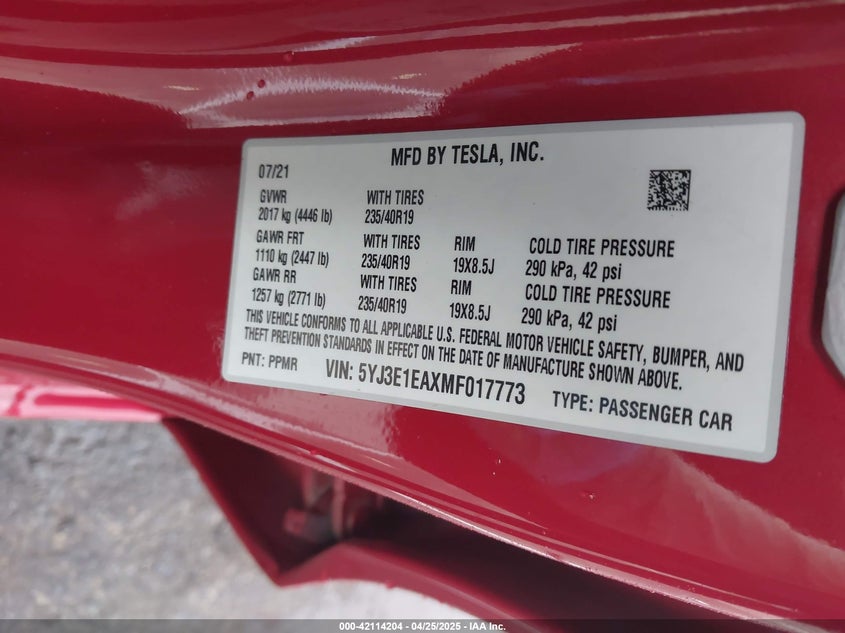 MFD BY TESLA, INC.
07/21
GVWR WITH TIRES
2017 kg (4446 lb) 235/40R19
GAWR FRT WITH TIRES RIM COLD TIRE PRESSURE
1110 kg (2447 lb) 235/40R19 19X8.5J 290 kPa, 42 psi
GAWR RR WITH TIRES RIM COLD TIRE PRESSURE
1257 kg (2771 lb) 235/40R19 19X8.5J 290 kPa, 42 psi
THIS VEHICLE CONFORMS TO ALL APPLICABLE U.S. FEDERAL MOTOR VEHICLE SAFETY, BUMPER, AND
THEFT PREVENTION STANDARDS IN EFFECT ON THE DATE OF MANUFACTURE SHOWN ABOVE.
PNT: PPMR VIN: 5YJ3E1EAXMF017773 TYPE: PASSENGER CAR
000-42114204 - 04/25/2025 - IAA Inc.